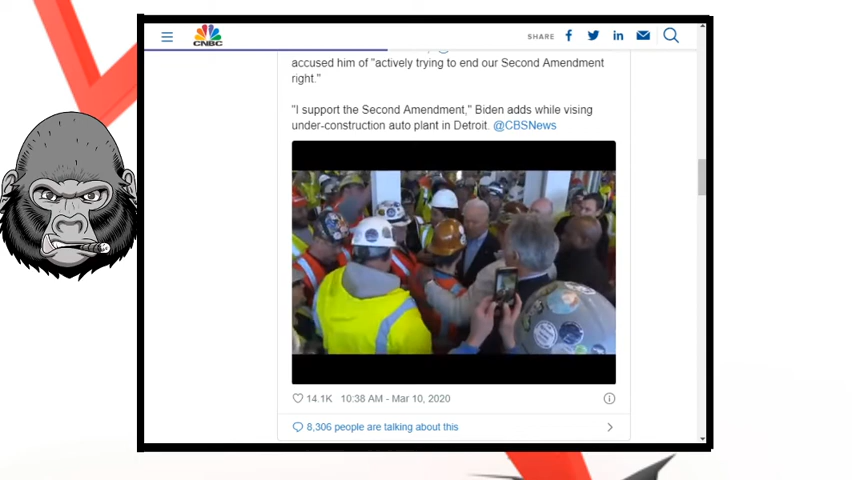 CNBC
SHARE
accused him of "actively trying to end our Second Amendment
right."
"I support the Second Amendment," Biden adds while vising
under-construction auto plant in Detroit. @CBSNews
14.1K 10:38 AM - Mar 10, 2020
8,306 people are talking about this